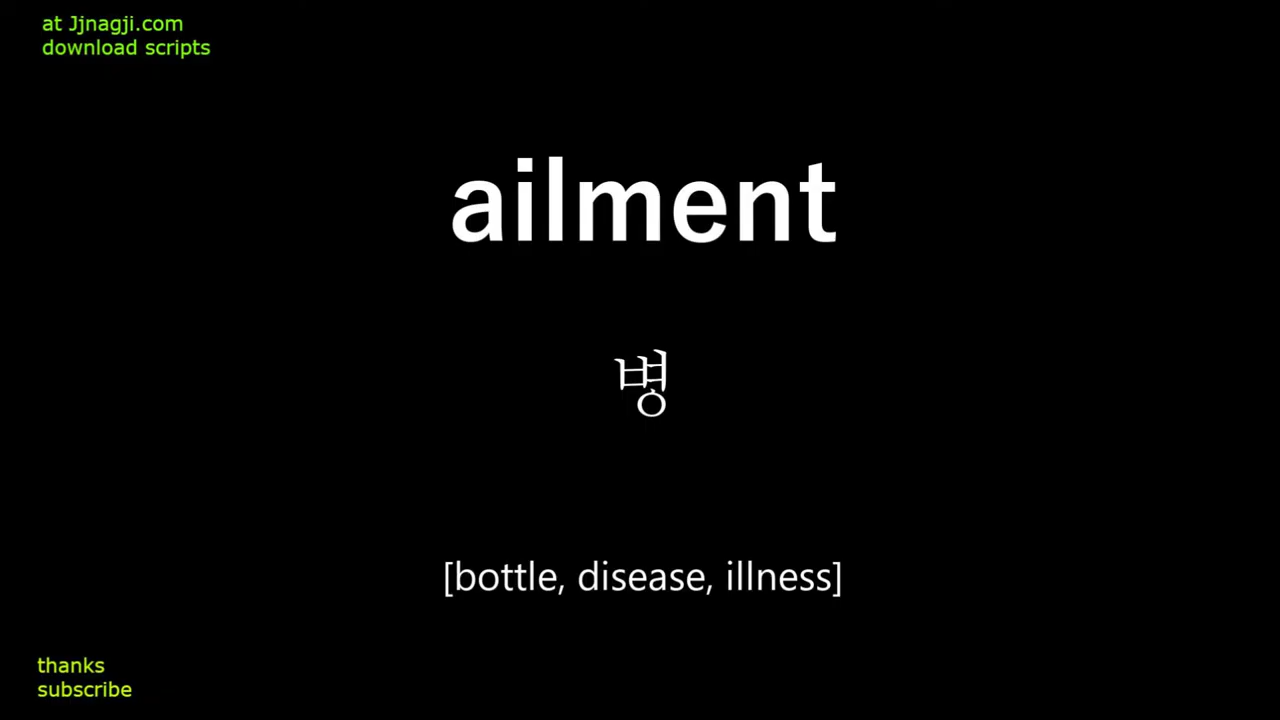 at Jjnagji.com
download scripts
ailment
병
[bottle, disease, illness]
thanks
subscribe